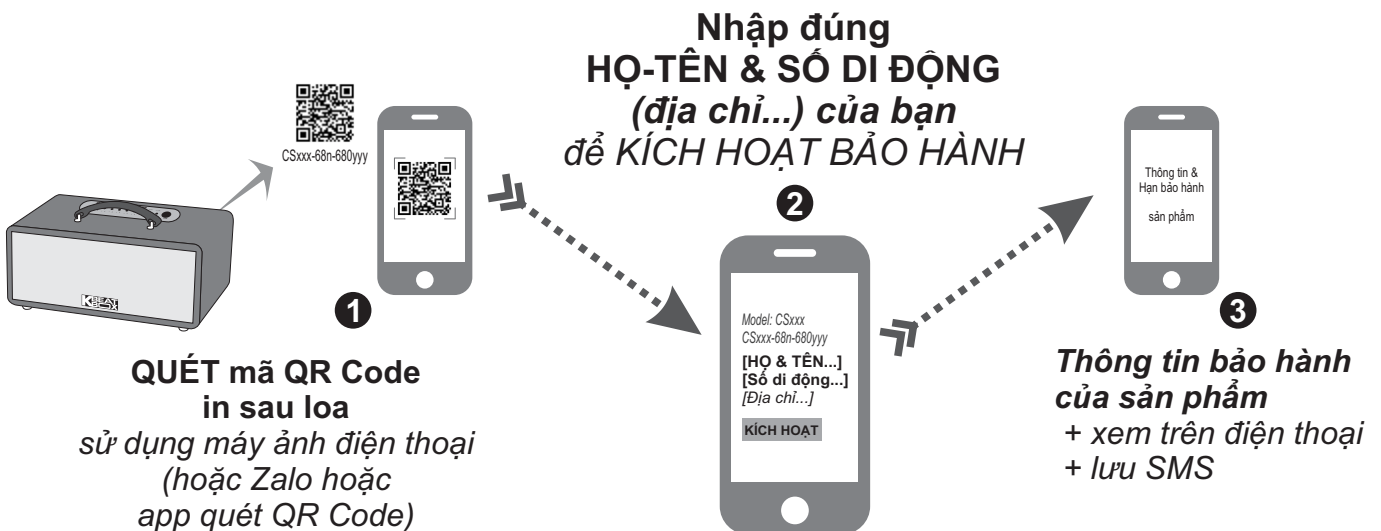 CSxxx-68n-680yyy
KBEATBOX
1
QUÉT mã QR Code
in sau loa
sử dụng máy ảnh điện thoại
(hoặc Zalo hoặc
app quét QR Code)
Nhập đúng
HỌ-TÊN & SỐ DI ĐỘNG
(địa chỉ...) của bạn
để KÍCH HOẠT BẢO HÀNH
2
Model: CSxxx
CSxxx-68n-680yyy
[HỌ & TÊN...]
[Số di động...]
[Địa chỉ...]
KÍCH HOẠT
Thông tin &
Hạn bảo hành
sản phẩm
3
Thông tin bảo hành
của sản phẩm
+ xem trên điện thoại
+ lưu SMS